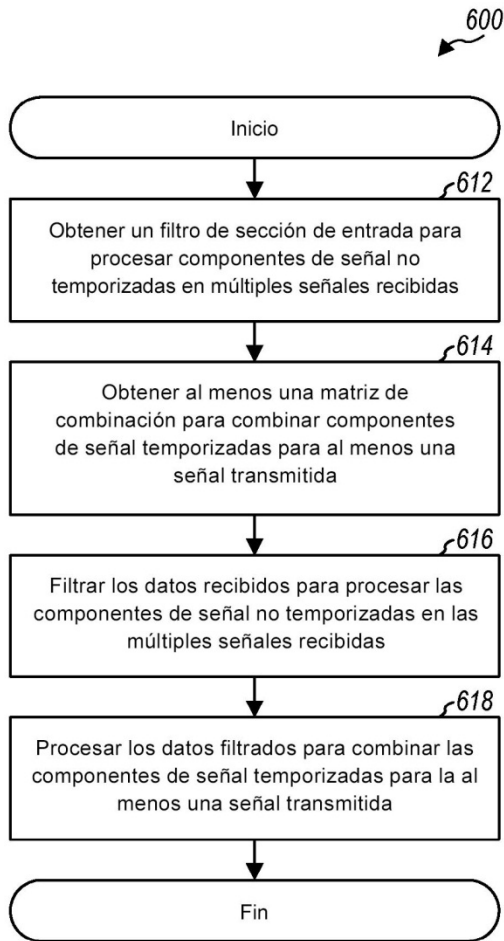 600
Inicio
612
Obtener un filtro de sección de entrada para
procesar componentes de señal no
temporizadas en múltiples señales recibidas
614
Obtener al menos una matriz de
combinación para combinar componentes
de señal temporizadas para al menos una
señal transmitida
616
Filtrar los datos recibidos para procesar las
componentes de señal no temporizadas en las
múltiples señales recibidas
618
Procesar los datos filtrados para combinar las
componentes de señal temporizadas para la al
menos una señal transmitida
Fin